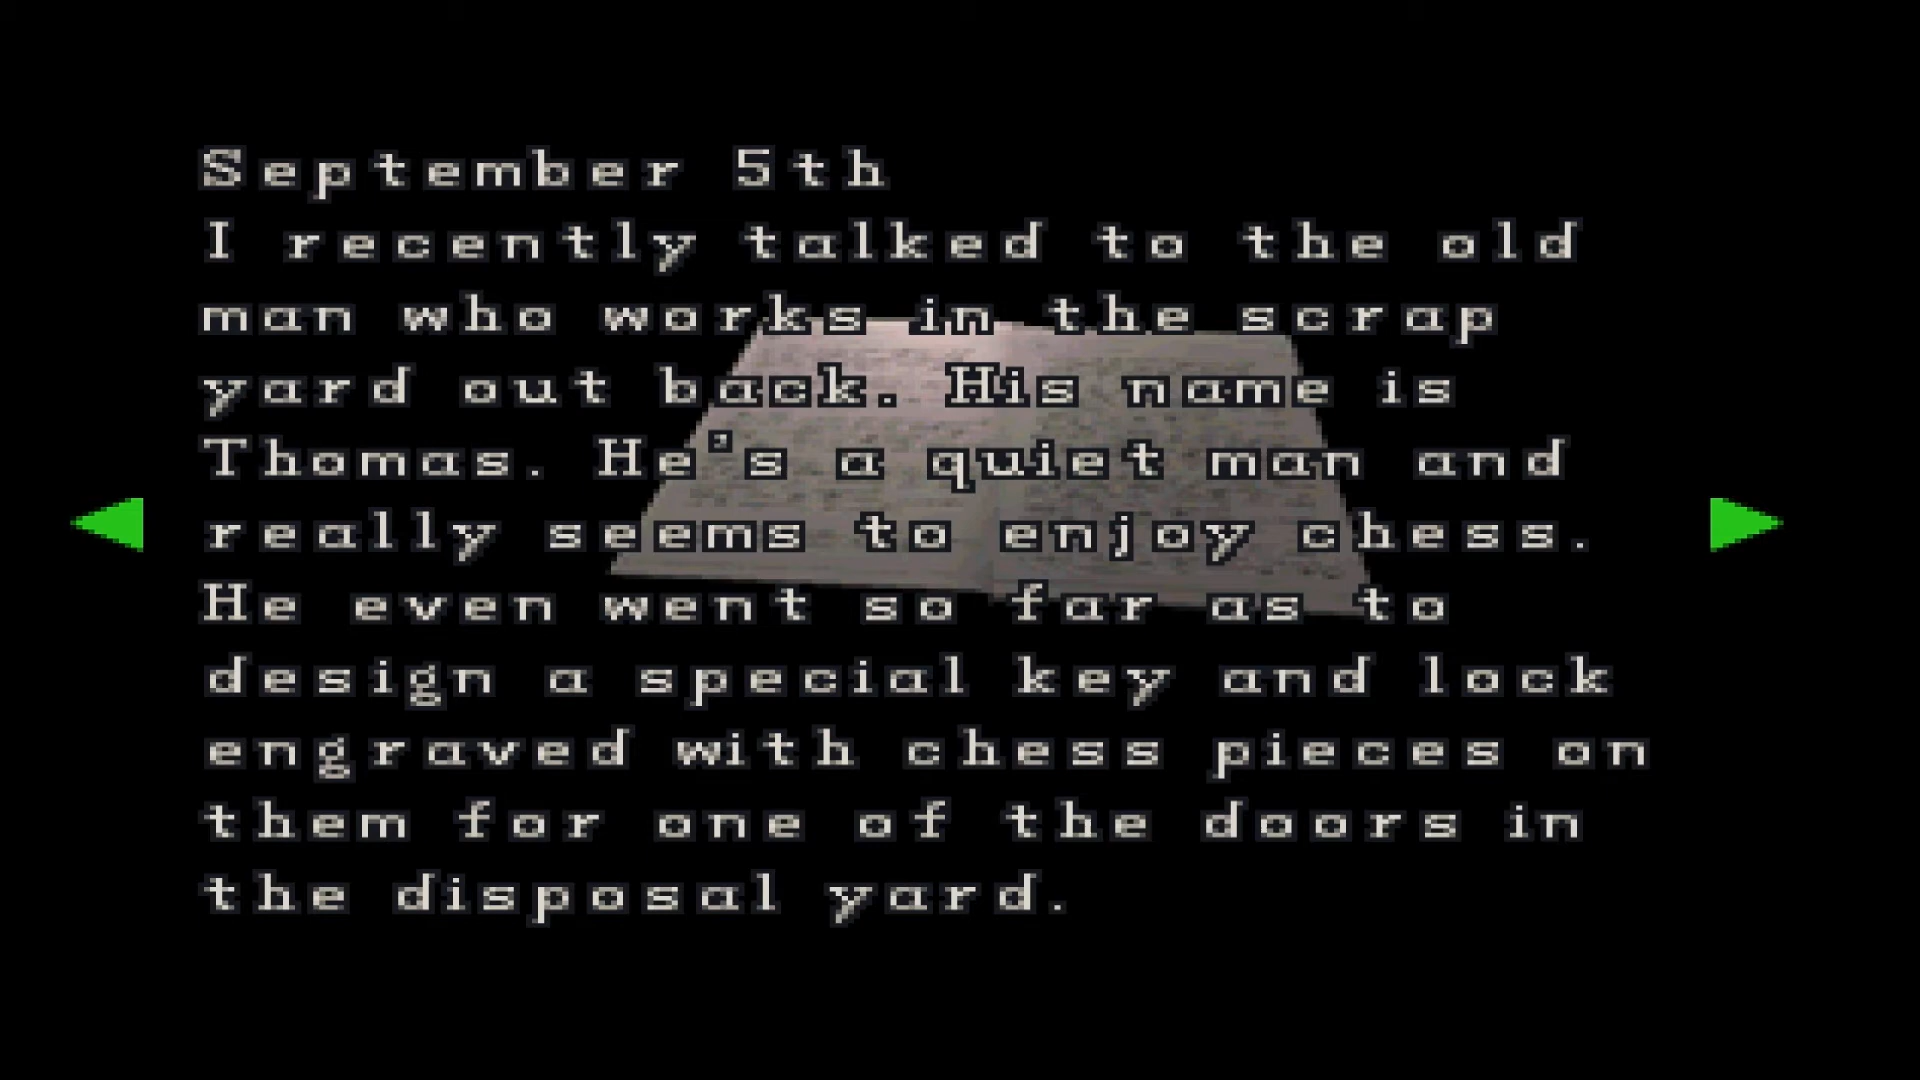 September 5th
I recently talked to the old
man who works in the scrap
yard out back. His name is
Thomas. He's a quiet man and
really seems to enjoy chess.
He even went so far as to
design a special key and lock
engraved with chess pieces on
them for one of the doors in
the disposal yard.